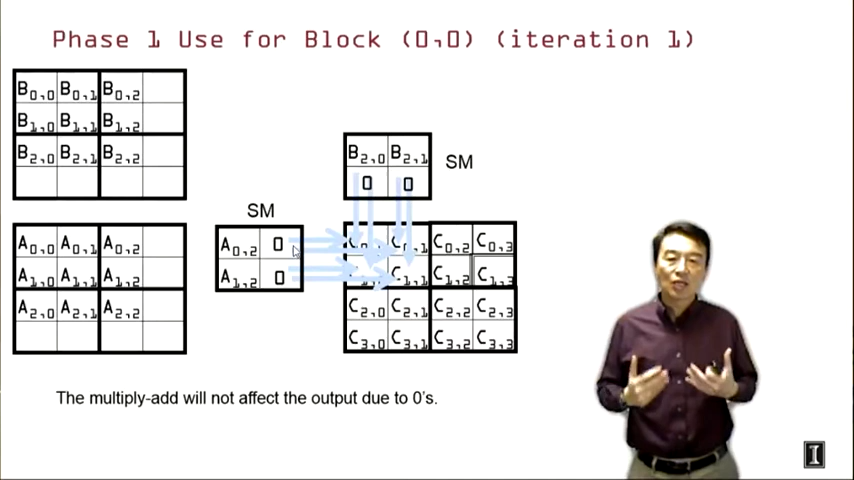 Phase 1 Use for Block (0,0) (iteration 1)
B0,0 B0,1 B0,2
B1,0 B1,1 B1,2
B2,0 B2,1 B2,2
B2,0 B2,1
0 0
SM
SM
A0,0 A0,1 A0,2
A1,0 A1,1 A1,2
A2,0 A2,1 A2,2
A0,2 0
A1,2 0
C0,1 C0,2 C0,3
C1,1 C1,2 C1,3
C2,0 C2,1 C2,2 C2,3
C3,0 C3,1 C3,2 C3,3
The multiply-add will not affect the output due to 0's.
I